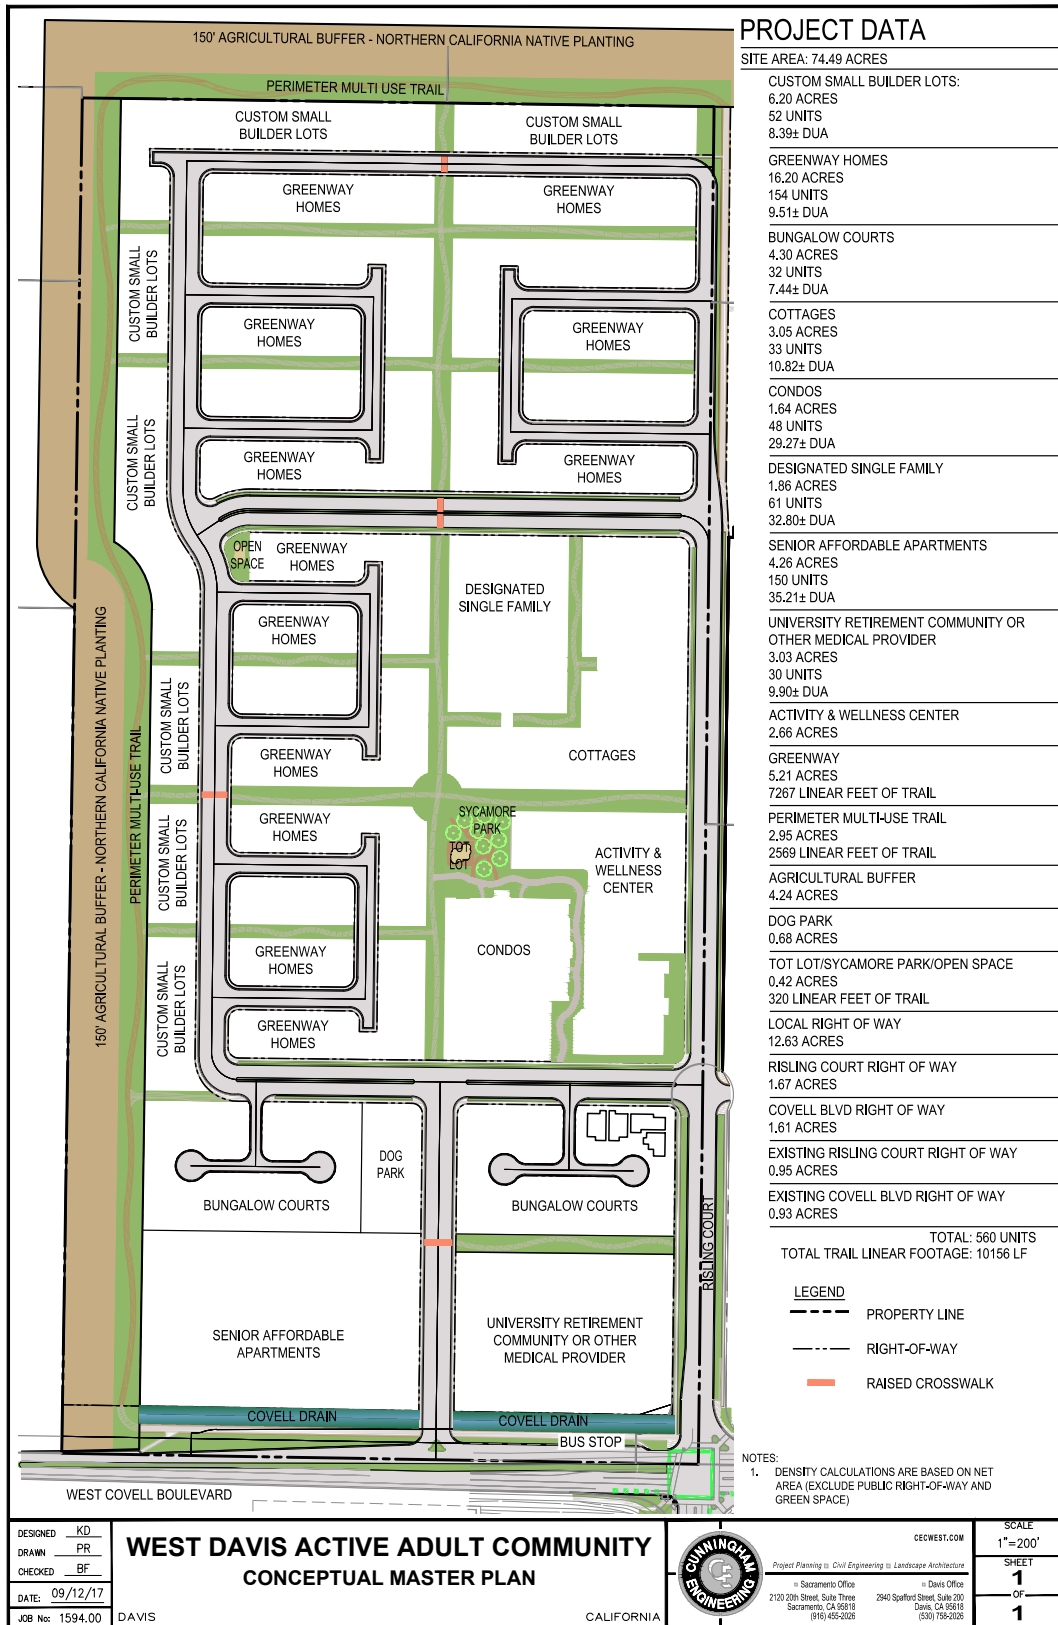 150' AGRICULTURAL BUFFER - NORTHERN CALIFORNIA NATIVE PLANTING
PERIMETER MULTI USE TRAIL
CUSTOM SMALL
BUILDER LOTS
CUSTOM SMALL
BUILDER LOTS
GREENWAY
HOMES
GREENWAY
HOMES
CUSTOM SMALL
BUILDER LOTS
GREENWAY
HOMES
GREENWAY
HOMES
CUSTOM SMALL
BUILDER LOTS
GREENWAY
HOMES
GREENWAY
HOMES
OPEN
SPACE
GREENWAY
HOMES
DESIGNATED
SINGLE FAMILY
GREENWAY
HOMES
150' AGRICULTURAL BUFFER - NORTHERN CALIFORNIA NATIVE PLANTING
PERIMETER MULTI-USE TRAIL
CUSTOM SMALL
BUILDER LOTS
GREENWAY
HOMES
COTTAGES
GREENWAY
HOMES
SYCAMORE
PARK
TOT
LOT
ACTIVITY &
WELLNESS
CENTER
CUSTOM SMALL
BUILDER LOTS
GREENWAY
HOMES
CONDOS
CUSTOM SMALL
BUILDER LOTS
GREENWAY
HOMES
DOG
PARK
BUNGALOW COURTS
BUNGALOW COURTS
RISLING COURT
SENIOR AFFORDABLE
APARTMENTS
UNIVERSITY RETIREMENT
COMMUNITY OR OTHER
MEDICAL PROVIDER
COVELL DRAIN
COVELL DRAIN
BUS STOP
WEST COVELL BOULEVARD
PROJECT DATA
SITE AREA: 74.49 ACRES
CUSTOM SMALL BUILDER LOTS:
6.20 ACRES
52 UNITS
8.39± DUA
GREENWAY HOMES
16.20 ACRES
154 UNITS
9.51± DUA
BUNGALOW COURTS
4.30 ACRES
32 UNITS
7.44± DUA
COTTAGES
3.05 ACRES
33 UNITS
10.82± DUA
CONDOS
1.64 ACRES
48 UNITS
29.27± DUA
DESIGNATED SINGLE FAMILY
1.86 ACRES
61 UNITS
32.80± DUA
SENIOR AFFORDABLE APARTMENTS
4.26 ACRES
150 UNITS
35.21± DUA
UNIVERSITY RETIREMENT COMMUNITY OR
OTHER MEDICAL PROVIDER
3.03 ACRES
30 UNITS
9.90± DUA
ACTIVITY & WELLNESS CENTER
2.66 ACRES
GREENWAY
5.21 ACRES
7267 LINEAR FEET OF TRAIL
PERIMETER MULTI-USE TRAIL
2.95 ACRES
2569 LINEAR FEET OF TRAIL
AGRICULTURAL BUFFER
4.24 ACRES
DOG PARK
0.68 ACRES
TOT LOT/SYCAMORE PARK/OPEN SPACE
0.42 ACRES
320 LINEAR FEET OF TRAIL
LOCAL RIGHT OF WAY
12.63 ACRES
RISLING COURT RIGHT OF WAY
1.67 ACRES
COVELL BLVD RIGHT OF WAY
1.61 ACRES
EXISTING RISLING COURT RIGHT OF WAY
0.95 ACRES
EXISTING COVELL BLVD RIGHT OF WAY
0.93 ACRES
TOTAL: 560 UNITS
TOTAL TRAIL LINEAR FOOTAGE: 10156 LF
LEGEND
PROPERTY LINE
RIGHT-OF-WAY
RAISED CROSSWALK
NOTES:
1. DENSITY CALCULATIONS ARE BASED ON NET
AREA (EXCLUDE PUBLIC RIGHT-OF-WAY AND
GREEN SPACE)
DESIGNED KD
DRAWN PR
CHECKED BF
DATE: 09/12/17
JOB No: 1594.00
WEST DAVIS ACTIVE ADULT COMMUNITY
CONCEPTUAL MASTER PLAN
DAVIS
CALIFORNIA
CUNNINGHAM
ENGINEERING
CECWEST.COM
Project Planning Civil Engineering Landscape Architecture
Sacramento Office
2120 20th Street, Suite Three
Sacramento, CA 95818
(916) 455-2026
Davis Office
2940 Spafford Street, Suite 200
Davis, CA 95618
(530) 758-2026
SCALE
1"=200'
SHEET
1
OF
1